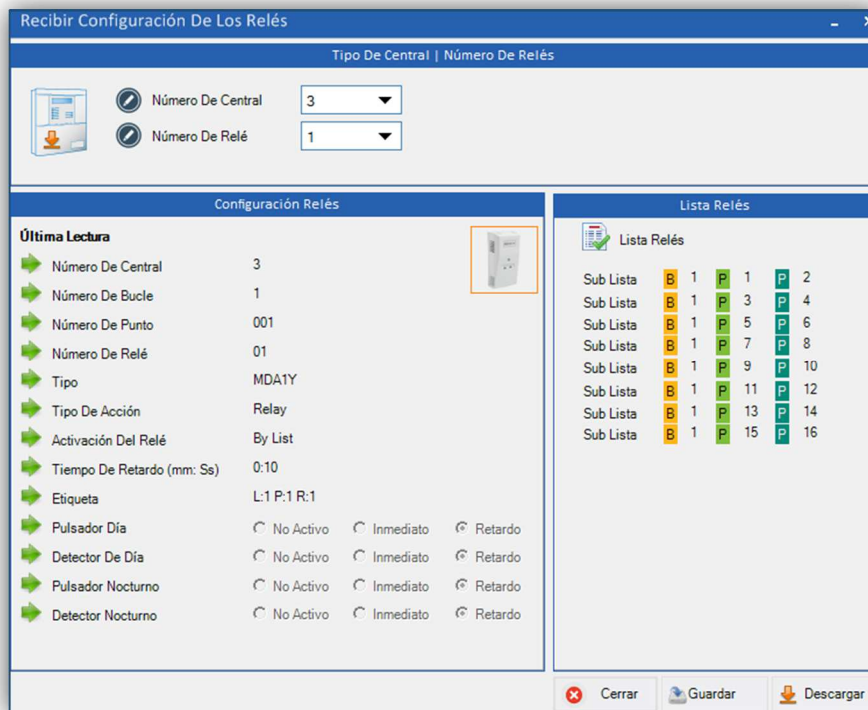 Recibir Configuración De Los Relés
Tipo De Central | Número De Relés
Número De Central 3
Número De Relé 1
Configuración Relés
Última Lectura
Número De Central 3
Número De Bucle 1
Número De Punto 001
Número De Relé 01
Tipo MDA1Y
Tipo De Acción Relay
Activación Del Relé By List
Tiempo De Retardo (mm: Ss) 0:10
Etiqueta L:1 P:1 R:1
Pulsador Día No Activo Inmediato Retardo
Detector De Día No Activo Inmediato Retardo
Pulsador Nocturno No Activo Inmediato Retardo
Detector Nocturno No Activo Inmediato Retardo
Lista Relés
Lista Relés
Sub Lista B 1 P 1 P 2
Sub Lista B 1 P 3 P 4
Sub Lista B 1 P 5 P 6
Sub Lista B 1 P 7 P 8
Sub Lista B 1 P 9 P 10
Sub Lista B 1 P 11 P 12
Sub Lista B 1 P 13 P 14
Sub Lista B 1 P 15 P 16
Cerrar Guardar Descargar